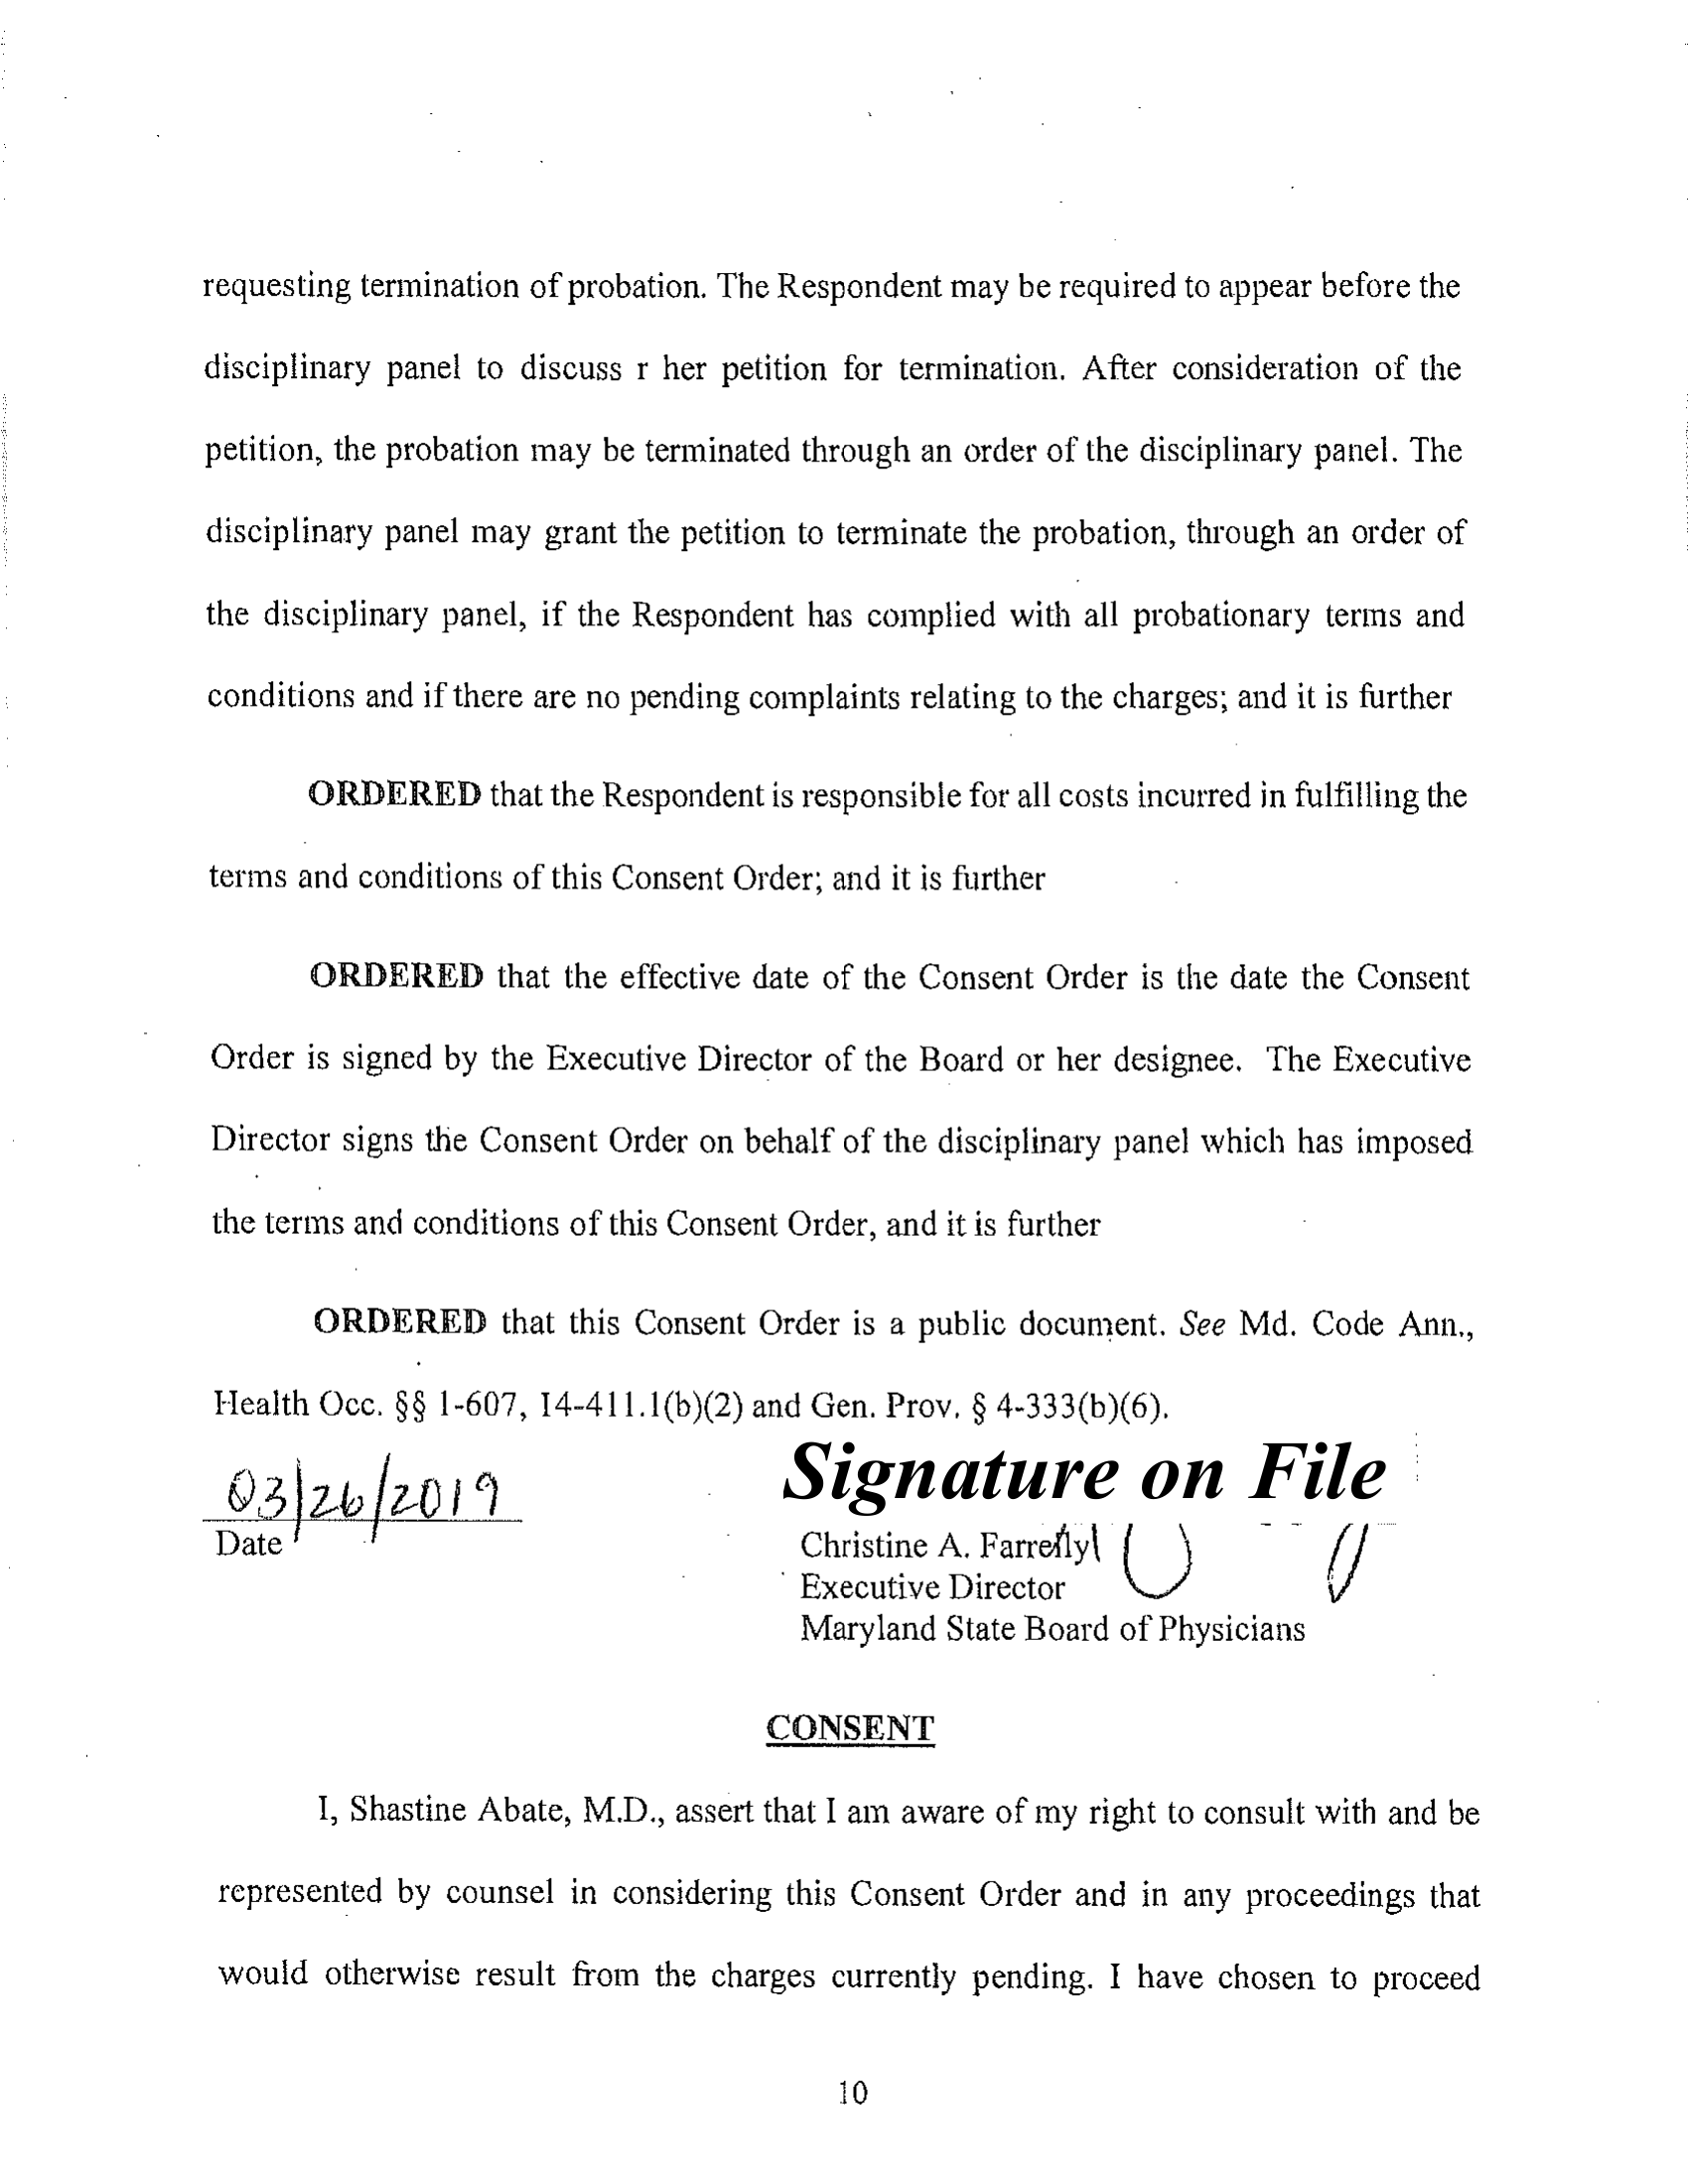 requesting termination of probation. The Respondent may be required to appear before the
disciplinary panel to discuss r her petition for termination. After consideration of the
petition, the probation may be terminated through an order of the disciplinary panel. The
disciplinary panel may grant the petition to terminate the probation, through an order of
the disciplinary panel, if the Respondent has complied with all probationary terms and
conditions and if there are no pending complaints relating to the charges; and it is further
ORDERED that the Respondent is responsible for all costs incurred in fulfilling the
terms and conditions of this Consent Order; and it is further
ORDERED that the effective date of the Consent Order is the date the Consent
Order is signed by the Executive Director of the Board or her designee. The Executive
Director signs the Consent Order on behalf of the disciplinary panel which has imposed
the terms and conditions of this Consent Order, and it is further
ORDERED that this Consent Order is a public document. See Md. Code Ann.,
Health Occ. §§ 1-607, 14-411.1(b)(2) and Gen. Prov. § 4-333(b)(6).
03/26/2019
Date
Signature on File
Christine A. Farrelly
Executive Director
Maryland State Board of Physicians
CONSENT
I, Shastine Abate, M.D., assert that I am aware of my right to consult with and be
represented by counsel in considering this Consent Order and in any proceedings that
would otherwise result from the charges currently pending. I have chosen to proceed
10